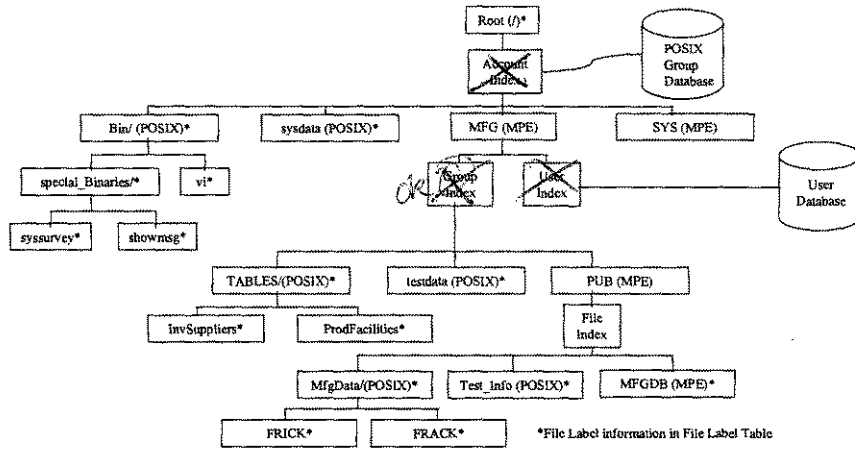 Root (/)*
POSIX
Group
Database
Account
Index
Bin/ (POSIX)*
sysdata (POSIX)*
MFG (MPE)
SYS (MPE)
special_Binaries/*
vi*
Group
Index
User
Index
User
Database
syssurvey*
showmsg*
TABLES/(POSIX)*
testdata (POSIX)*
PUB (MPE)
InvSuppliers*
ProdFacilities*
File
Index
MfgData/(POSIX)*
Test_Info (POSIX)*
MFGDB (MPE)*
FRICK*
FRACK*
*File Label information in File Label Table